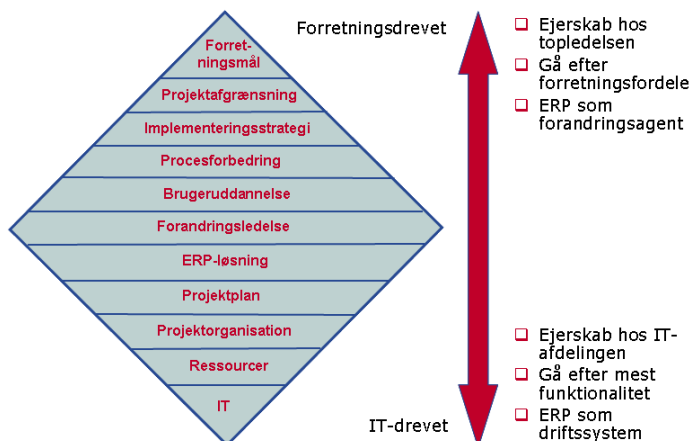 Forret-
ningsmål
Projektafgrænsning
Implementeringsstrategi
Procesforbedring
Brugeruddannelse
Forandringsledelse
ERP-løsning
Projektplan
Projektorganisation
Ressourcer
IT
Forretningsdrevet
IT-drevet
Ejerskab hos
topledelsen
Gå efter
forretningsfordele
ERP som
forandringsagent
Ejerskab hos IT-
afdelingen
Gå efter mest
funktionalitet
ERP som
driftssystem